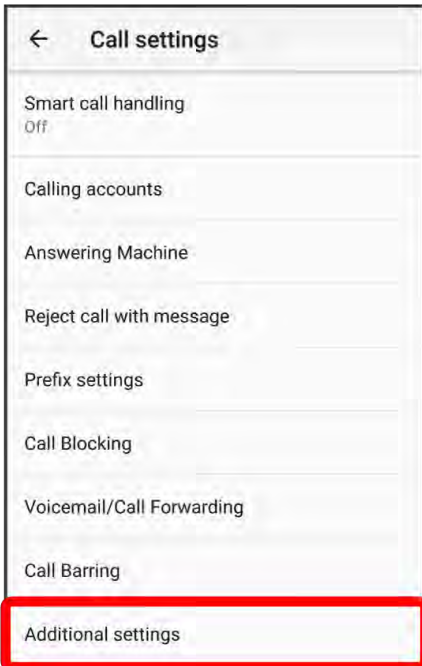 Call settings
Smart call handling
Off
Calling accounts
Answering Machine
Reject call with message
Prefix settings
Call Blocking
Voicemail/Call Forwarding
Call Barring
Additional settings